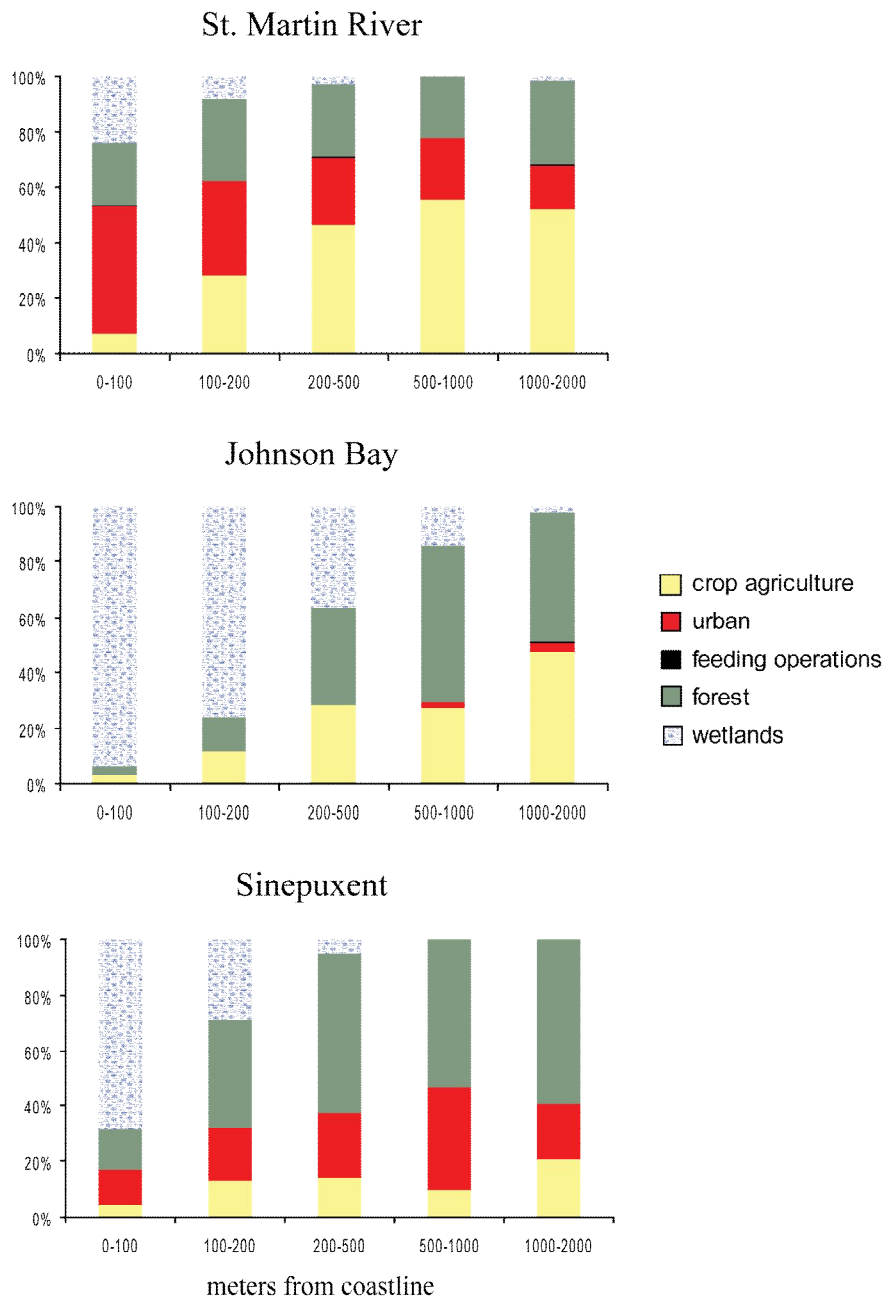 St. Martin River
100%
80%
60%
40%
20%
0%
0-100 100-200 200-500 500-1000 1000-2000
Johnson Bay
100%
80%
60%
40%
20%
0%
0-100 100-200 200-500 500-1000 1000-2000
crop agriculture
urban
feeding operations
forest
wetlands
Sinepuxent
100%
80%
60%
40%
20%
0%
0-100 100-200 200-500 500-1000 1000-2000
meters from coastline